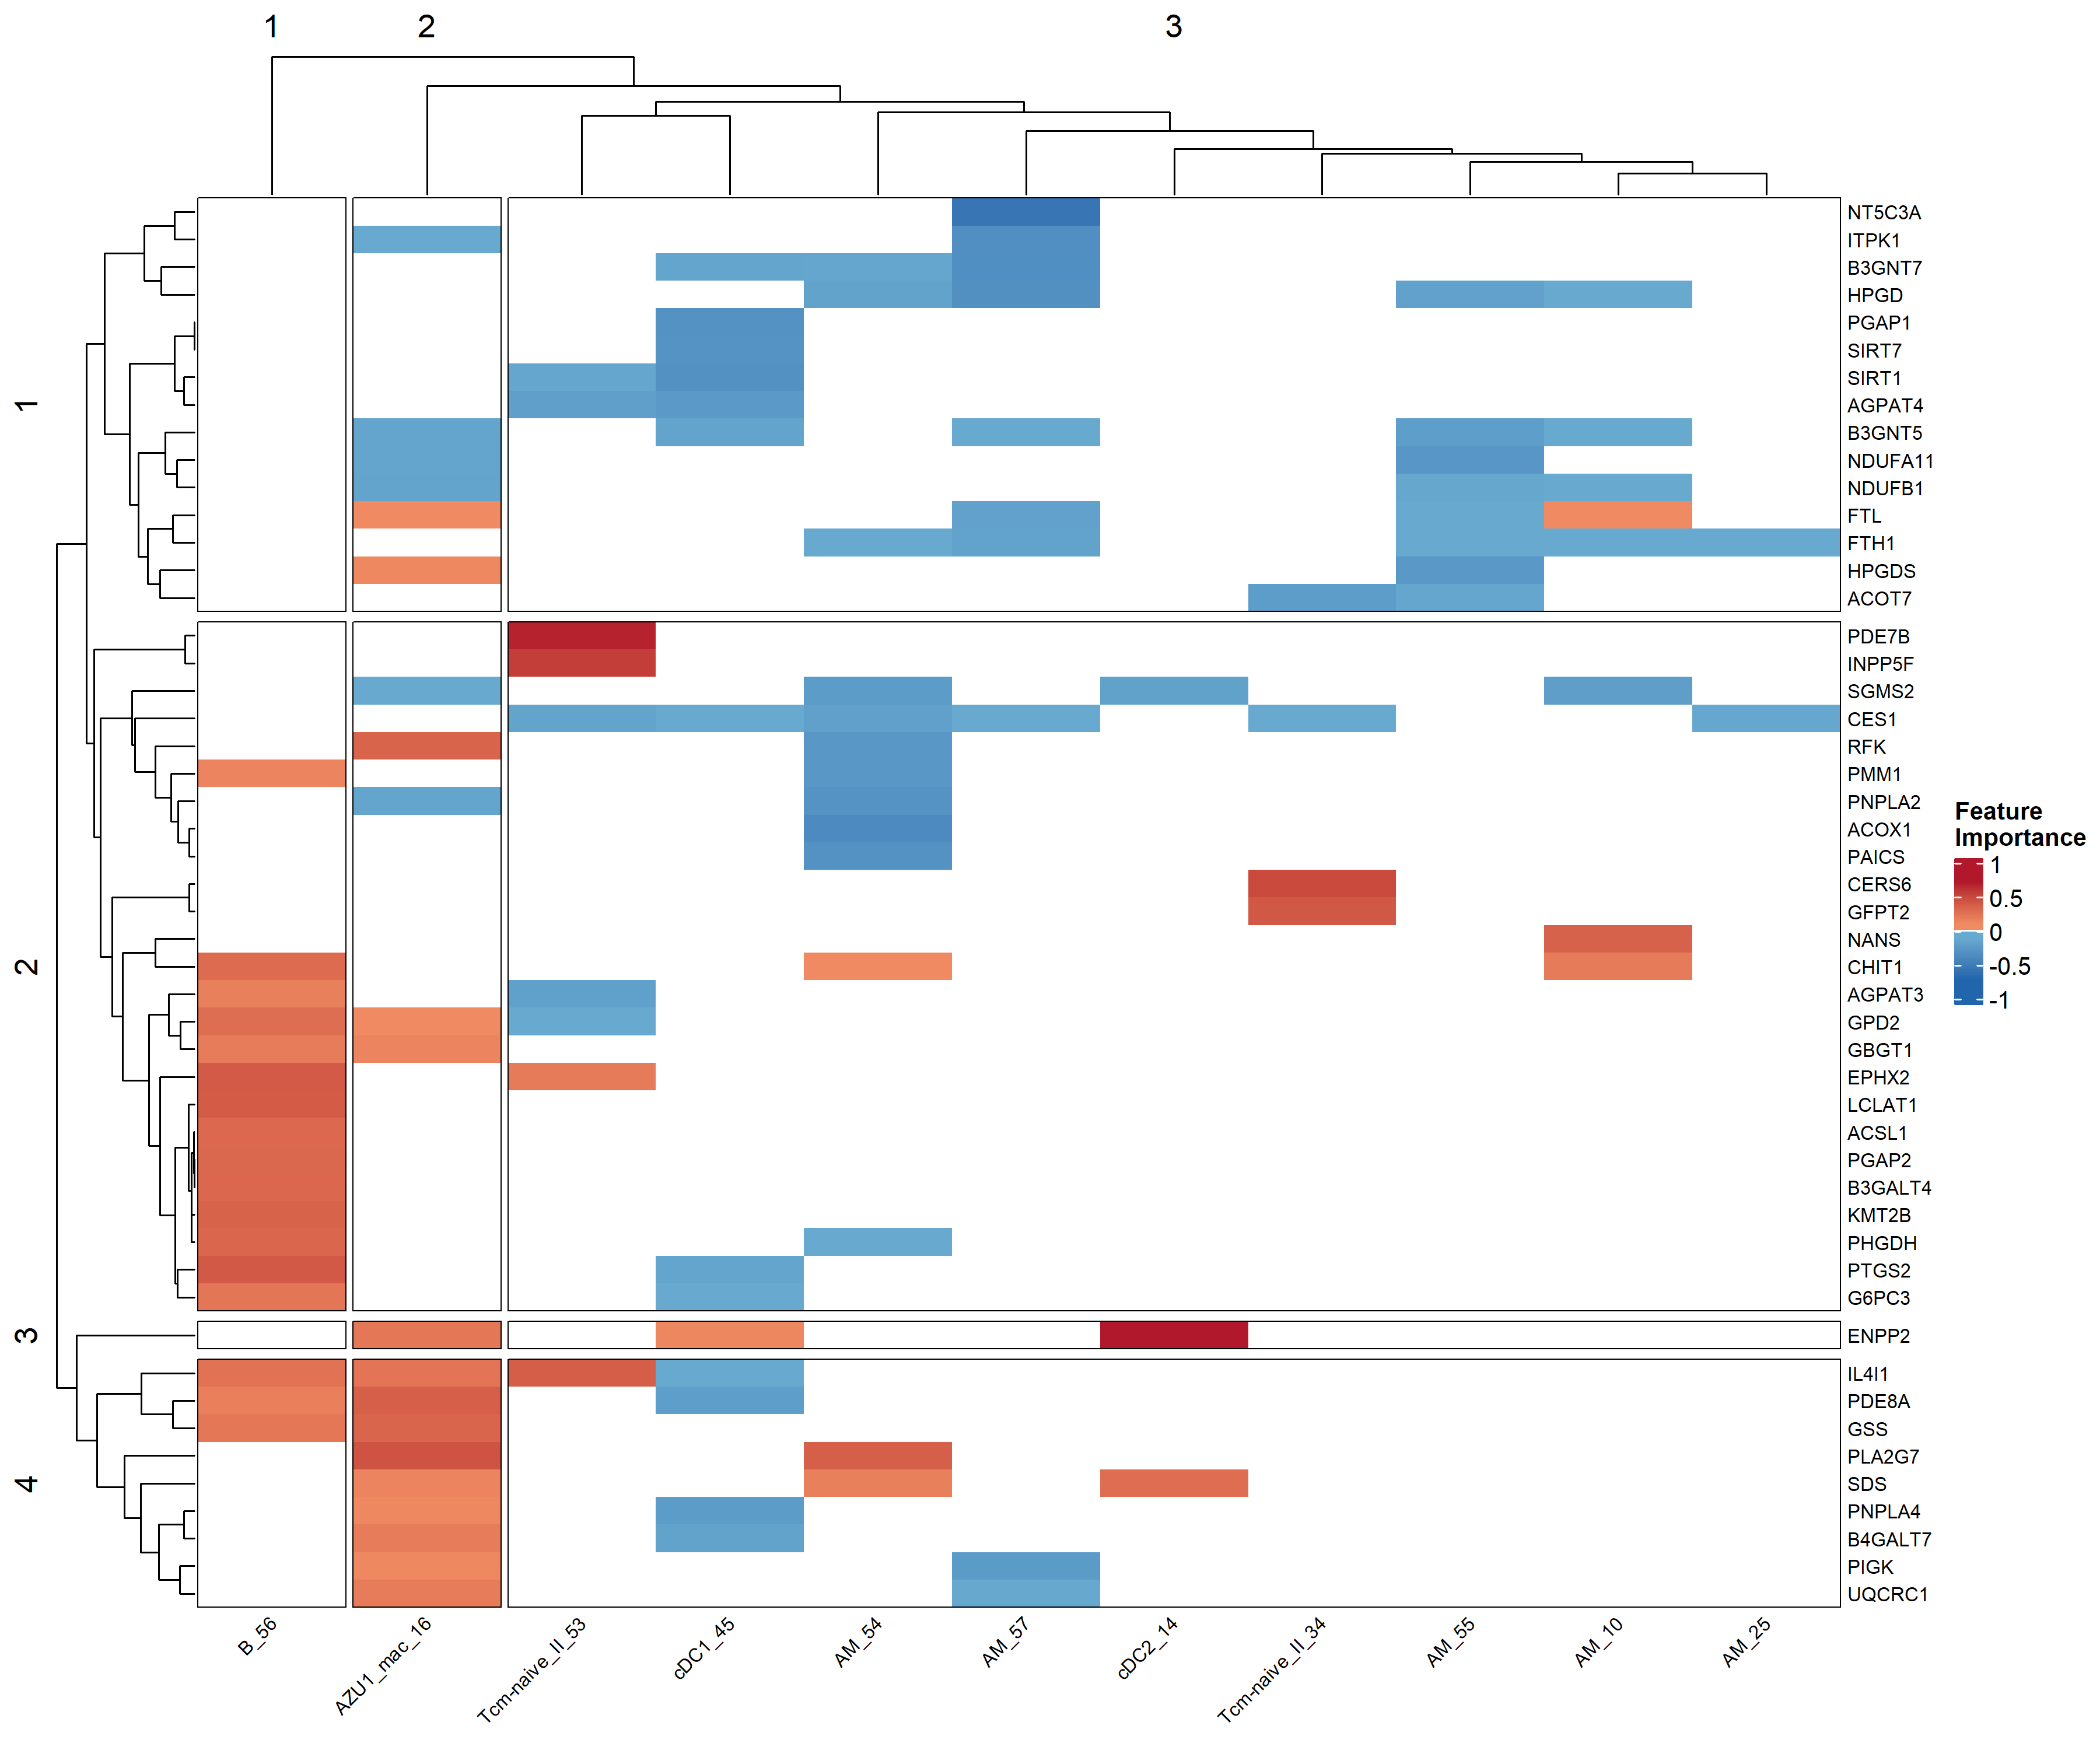 1 2 3
1
NT5C3A
ITPK1
B3GNT7
HPGD
PGAP1
SIRT7
SIRT1
AGPAT4
B3GNT5
NDUFA11
NDUFB1
FTL
FTH1
HPGDS
ACOT7
2
PDE7B
INPP5F
SGMS2
CES1
RFK
PMM1
PNPLA2
ACOX1
PAICS
CERS6
GFPT2
NANS
CHIT1
AGPAT3
GPD2
GBGT1
EPHX2
LCLAT1
ACSL1
PGAP2
B3GALT4
KMT2B
PHGDH
PTGS2
G6PC3
3
ENPP2
4
IL4I1
PDE8A
GSS
PLA2G7
SDS
PNPLA4
B4GALT7
PIGK
UQCRC1
B_56
AZU1_mac_16
Tcm-naive_II_53
cDC1_45
AM_54
AM_57
cDC2_14
Tcm-naive_II_34
AM_55
AM_10
AM_25
Feature
Importance
1
0.5
0
-0.5
-1